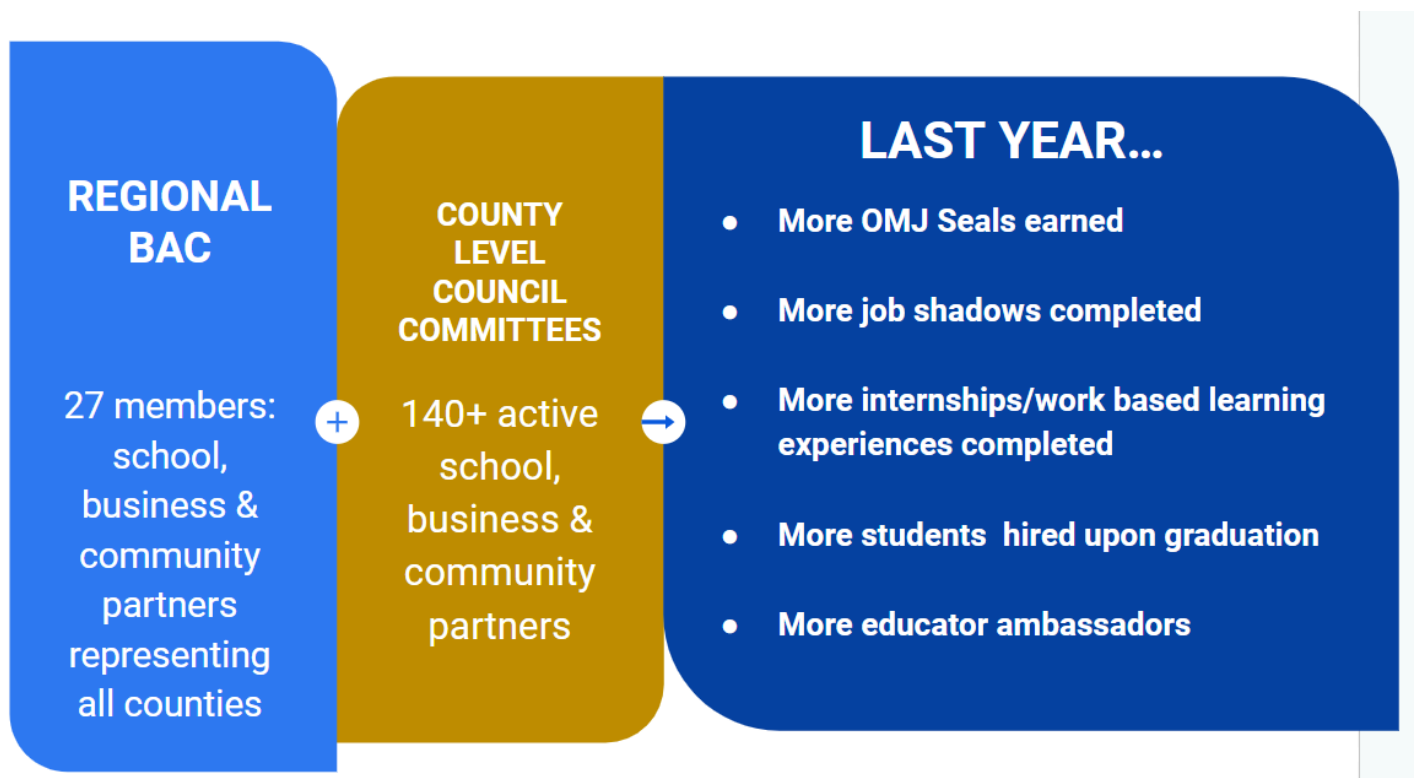 REGIONAL
BAC
27 members:
school,
business &
community
partners
representing
all counties
+
COUNTY
LEVEL
COUNCIL
COMMITTEES
140+ active
school,
business &
community
partners
LAST YEAR...
● More OMJ Seals earned
● More job shadows completed
● More internships/work based learning
experiences completed
● More students  hired upon graduation
● More educator ambassadors